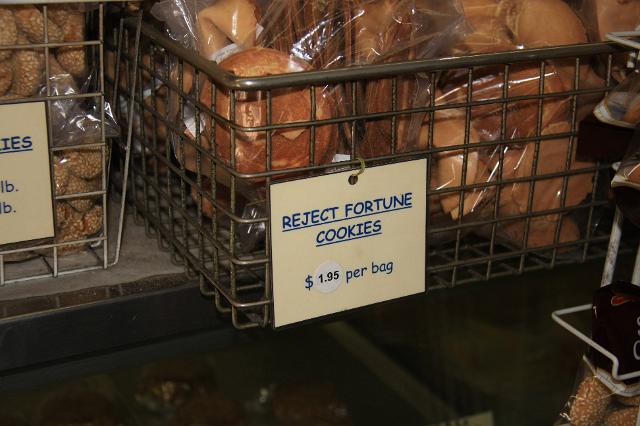 IES
lb.
lb.
REJECT FORTUNE
COOKIES
$ 1.95 per bag